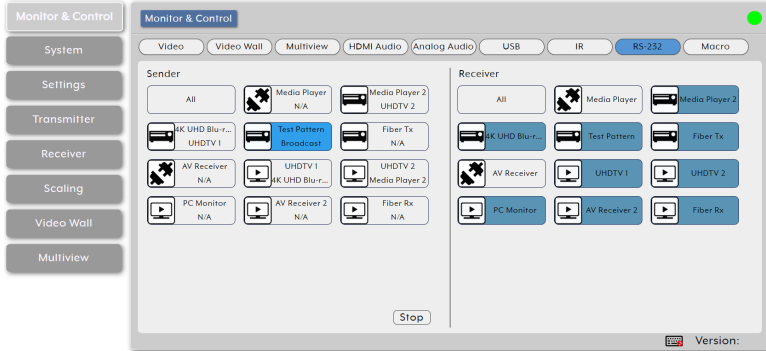 Monitor & Control
System
Settings
Transmitter
Receiver
Scaling
Video Wall
Multiview
Monitor & Control
Video
Video Wall
Multiview
HDMI Audio
Analog Audio
USB
IR
RS-232
Macro
Sender
All
Media Player
N/A
Media Player 2
UHDTV 2
4K UHD Blu-r...
UHDTV 1
Test Pattern
Broadcast
Fiber Tx
N/A
AV Receiver
N/A
UHDTV 1
4K UHD Blu-r...
UHDTV 2
Media Player 2
PC Monitor
N/A
AV Receiver 2
N/A
Fiber Rx
N/A
Stop
Receiver
All
Media Player
Media Player 2
4K UHD Blu-r...
Test Pattern
Fiber Tx
AV Receiver
UHDTV 1
UHDTV 2
PC Monitor
AV Receiver 2
Fiber Rx
Version: